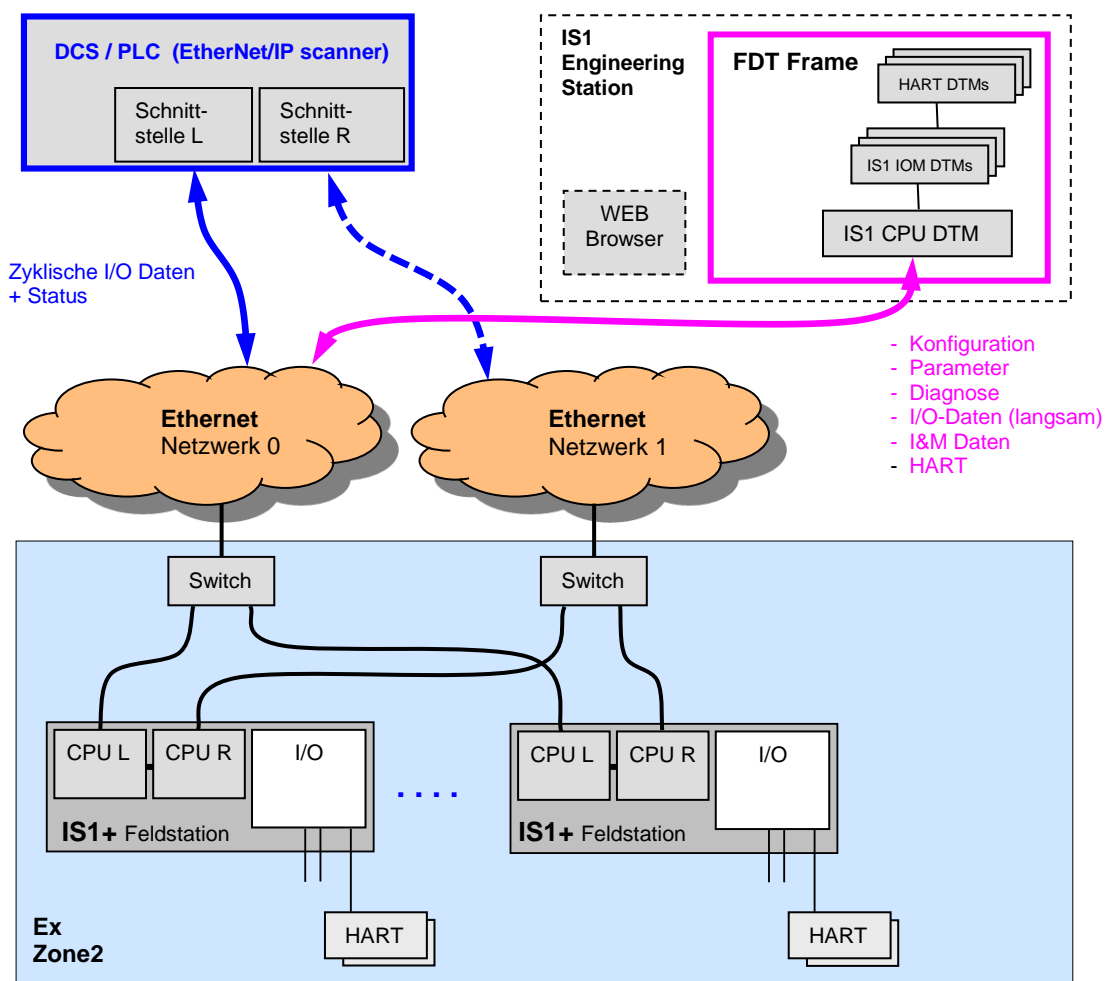 DCS / PLC  (EtherNet/IP scanner)
Schnitt-
stelle L
Schnitt-
stelle R
IS1
Engineering
Station
FDT Frame
HART DTMs
IS1 IOM DTMs
IS1 CPU DTM
WEB
Browser
Zyklische I/O Daten
+ Status
- Konfiguration
- Parameter
- Diagnose
- I/O-Daten (langsam)
- I&M Daten
- HART
Ethernet
Netzwerk 0
Ethernet
Netzwerk 1
Switch
Switch
CPU L
CPU R
I/O
IS1+ Feldstation
. . . .
CPU L
CPU R
I/O
IS1+ Feldstation
HART
HART
Ex
Zone2